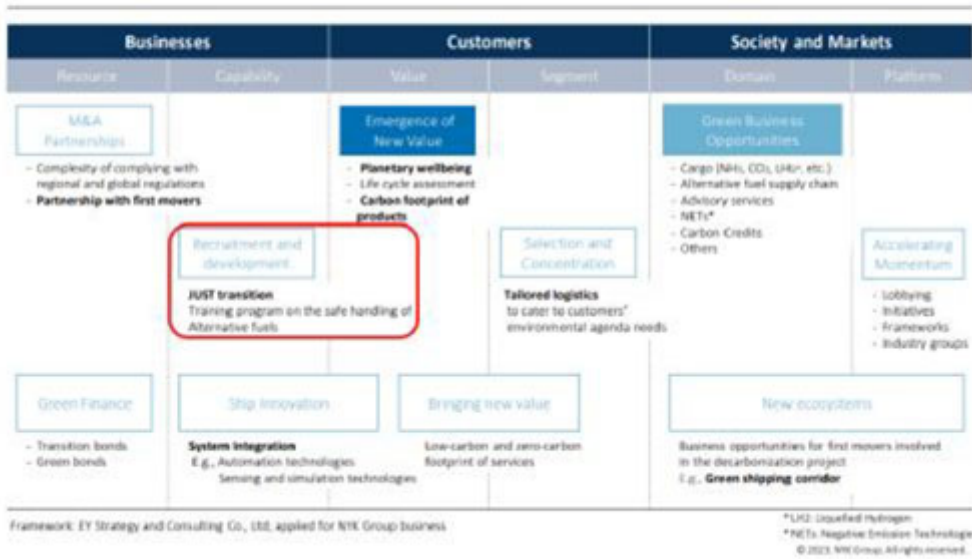 Businesses
Customers
Society and Markets
Resource
Capability
Value
Segment
Domain
Platform
M&A
Partnerships
- Complexity of complying with
regional and global regulations
- Partnership with first movers
Emergence of
New Value
- Planetary wellbeing
- Life cycle assessment
- Carbon footprint of
products
Green Business
Opportunities
- Cargo (NH₃, CO₂, LH₂*, etc.)
- Alternative fuel supply chain
- Advisory services
- NETs*
- Carbon Credits
- Others
Recruitment and
development
JUST transition
Training program on the safe handling of
Alternative fuels
Selection and
Concentration
Tailored logistics
to cater to customers'
environmental agenda needs
Accelerating
Momentum
- Lobbying
- Initiatives
- Frameworks
- Industry groups
Green Finance
- Transition bonds
- Green bonds
Ship Innovation
System Integration
E.g., Automation technologies
Sensing and simulation technologies
Bringing new value
Low-carbon and zero-carbon
footprint of services
New ecosystems
Business opportunities for first movers involved
in the decarbonization project
E.g., Green shipping corridor
Framework: EY Strategy and Consulting Co., Ltd, applied for NYK Group business
*LH2: Liquefied Hydrogen
*NETs: Negative Emission Technologie
© 2023. NYK Group. All rights reserved.